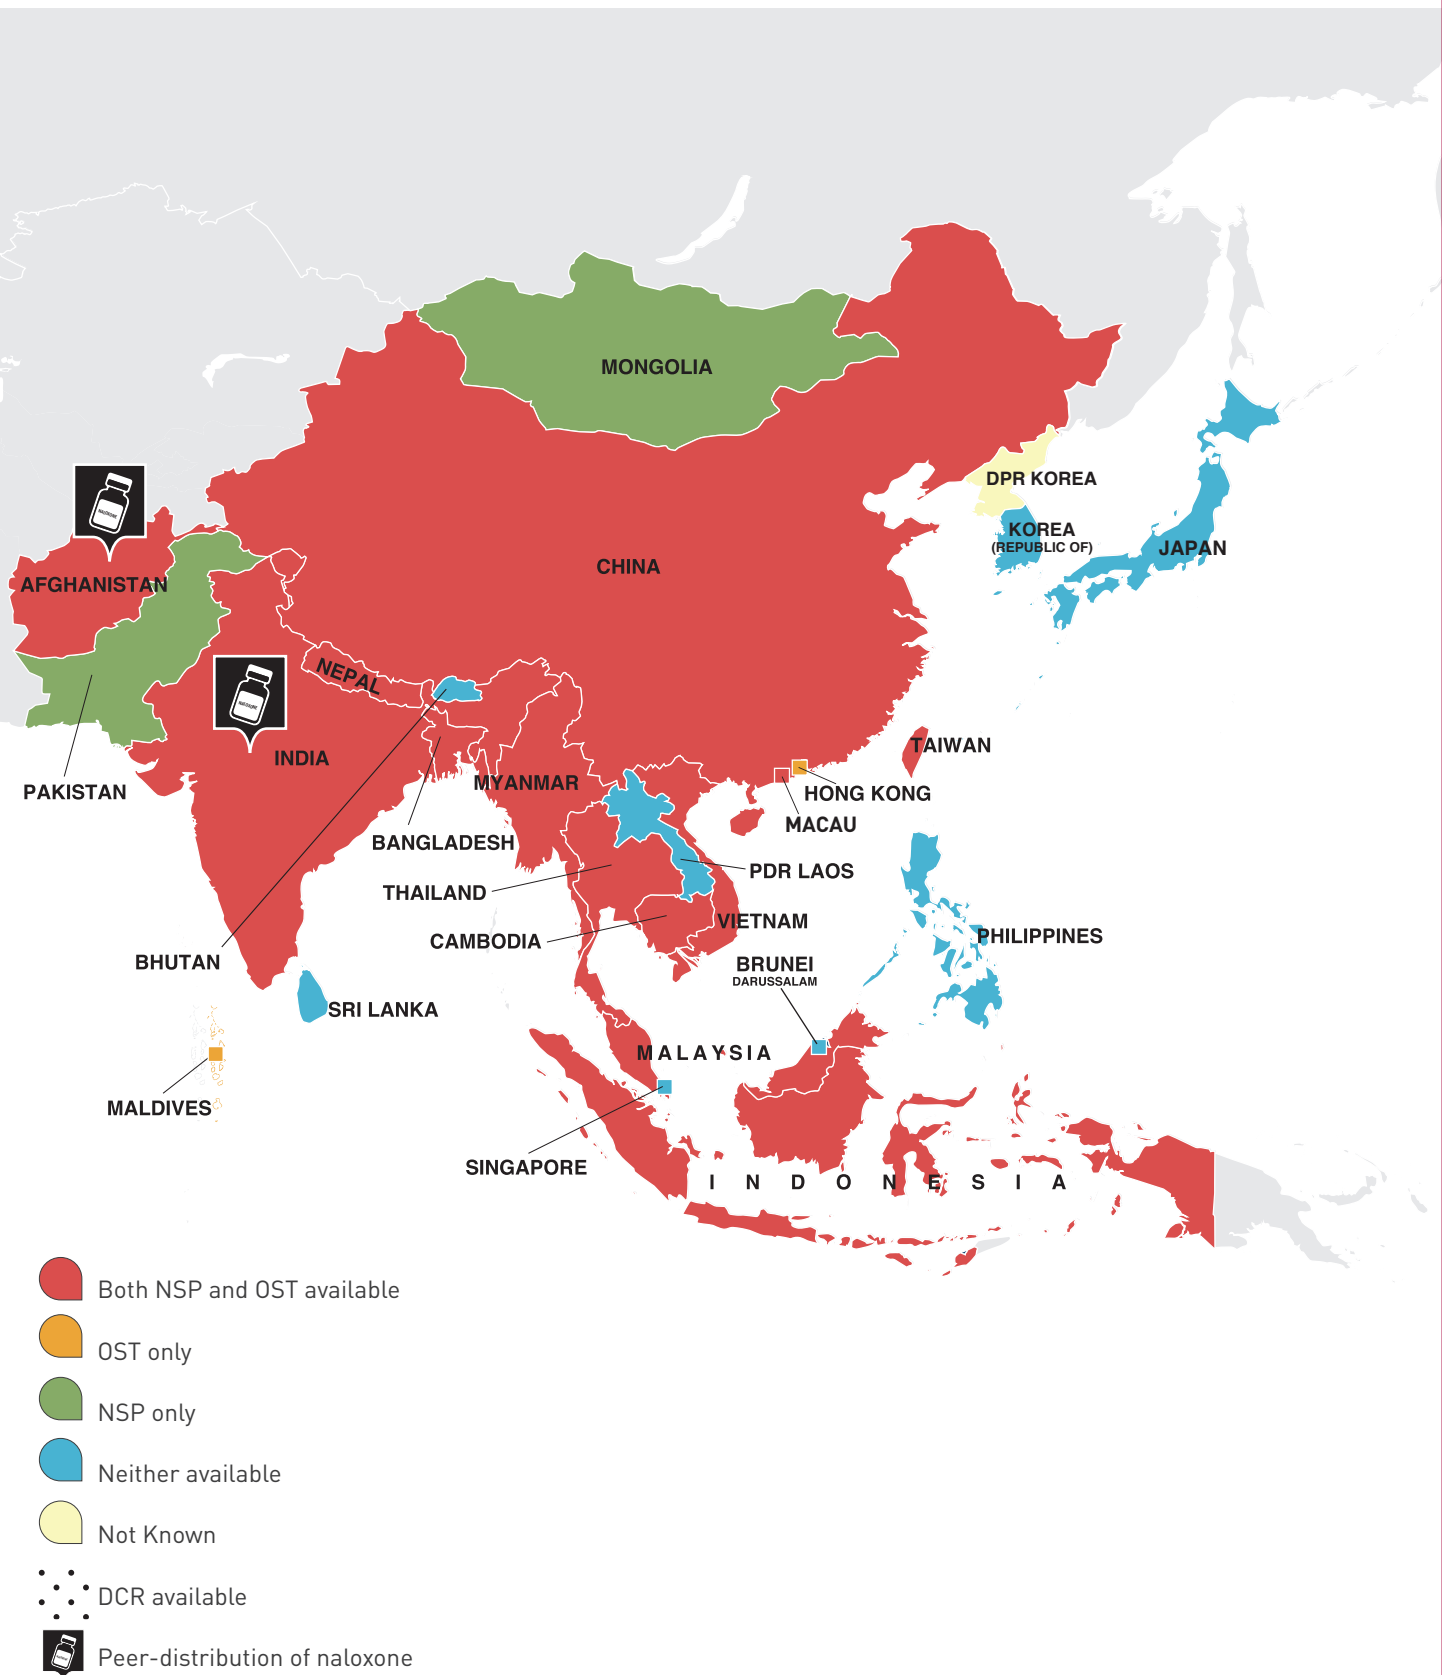 MONGOLIA
DPR KOREA
KOREA
(REPUBLIC OF)
JAPAN
CHINA
AFGHANISTAN
NEPAL
INDIA
TAIWAN
MYANMAR
PAKISTAN
HONG KONG
MACAU
BANGLADESH
PDR LAOS
THAILAND
VIETNAM
CAMBODIA
PHILIPPINES
BHUTAN
BRUNEI
DARUSSALAM
SRI LANKA
MALAYSIA
MALDIVES
SINGAPORE
INDONESIA
Both NSP and OST available
OST only
NSP only
Neither available
Not Known
DCR available
Peer-distribution of naloxone